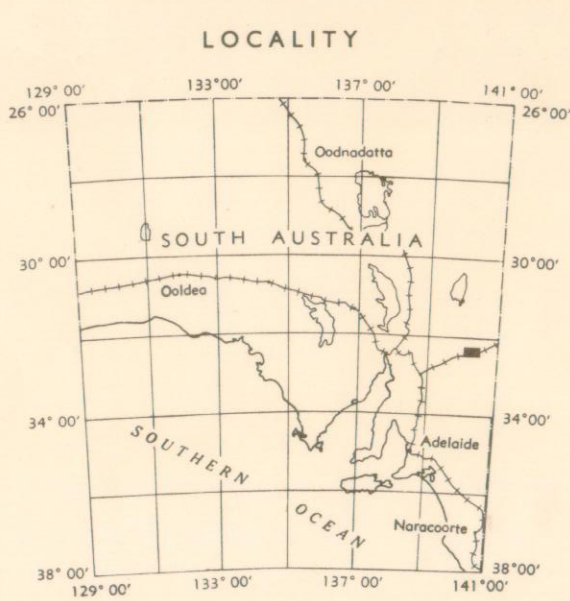 LOCALITY
129° 00′ 133° 00′ 137° 00′ 141° 00′
26° 00′ 26° 00′
Oodnadatta
SOUTH AUSTRALIA
30° 00′ 30° 00′
Ooldea
34° 00′ 34° 00′
Adelaide
SOUTHERN OCEAN
Naracoorte
38° 00′ 38° 00′
129° 00′ 133° 00′ 137° 00′ 141° 00′